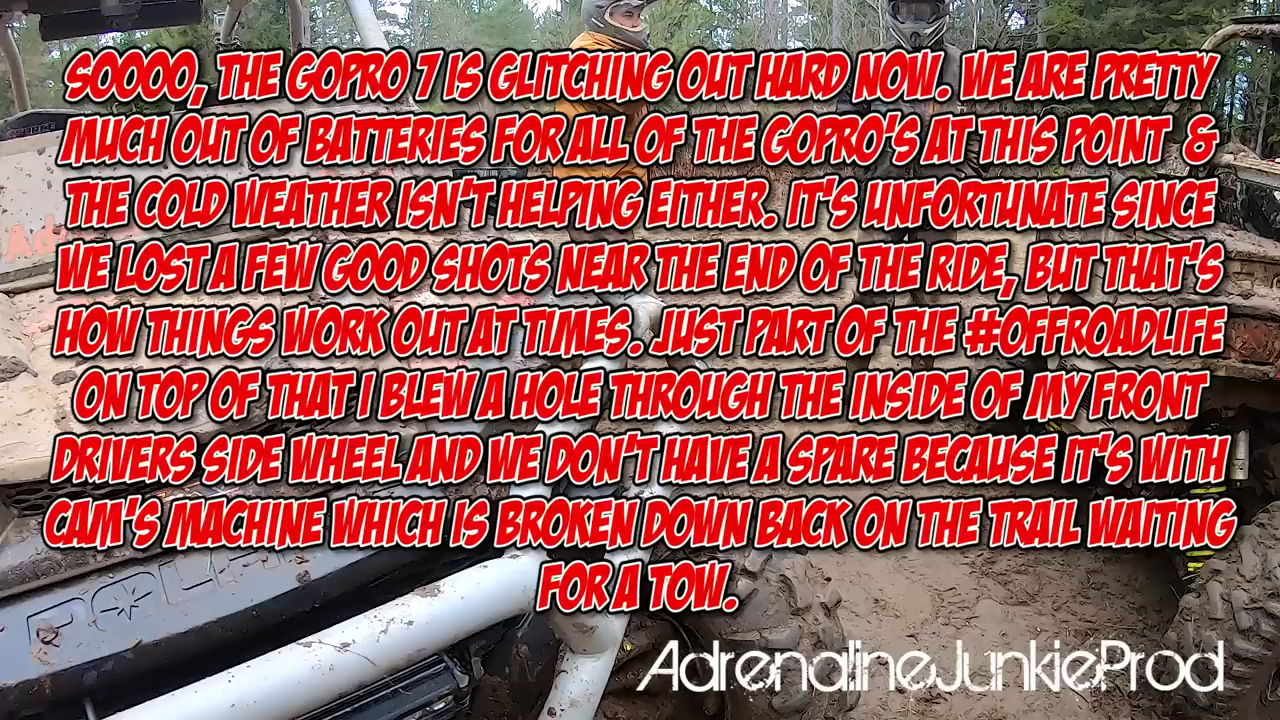 SOOOO, THE GOPRO 7 IS GLITCHING OUT HARD NOW. WE ARE PRETTY
MUCH OUT OF BATTERIES FOR ALL OF THE GOPRO'S AT THIS POINT &
THE COLD WEATHER ISN'T HELPING EITHER. IT'S UNFORTUNATE SINCE
WE LOST A FEW GOOD SHOTS NEAR THE END OF THE RIDE, BUT THAT'S
HOW THINGS WORK OUT AT TIMES. JUST PART OF THE #OFFROADLIFE
ON TOP OF THAT I BLEW A HOLE THROUGH THE INSIDE OF MY FRONT
DRIVERS SIDE WHEEL AND WE DON'T HAVE A SPARE BECAUSE IT'S WITH
CAM'S MACHINE WHICH IS BROKEN DOWN BACK ON THE TRAIL WAITING
FOR A TOW.
POLARIS
AdrenalineJunkieProd